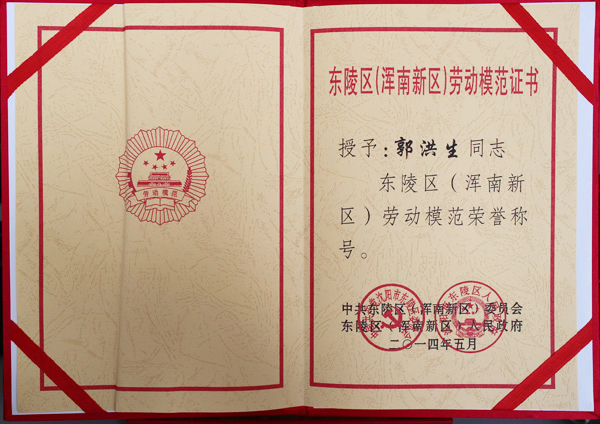 劳动模范
东陵区(浑南新区)劳动模范证书
授予:郭洪生同志
东陵区(浑南新
区)劳动模范荣誉称
号。
中共东陵区(浑南新区)委员会
东陵区(浑南新区)人民政府
二〇一四年五月